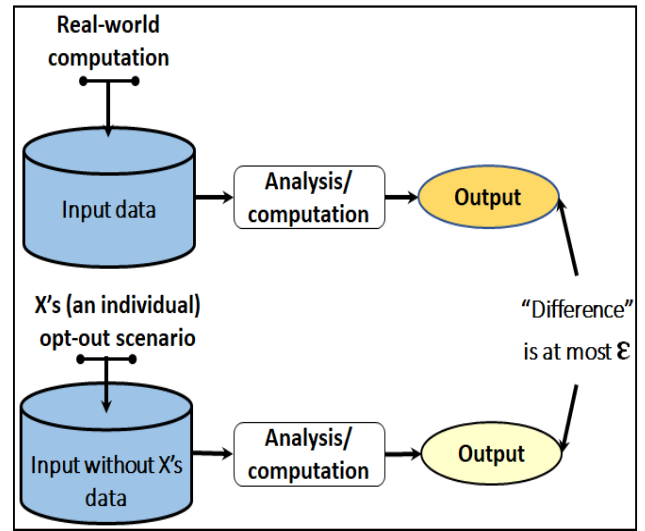 Real-world
computation
Input data
Analysis/
computation
Output
X's (an individual)
opt-out scenario
Input without X's
data
Analysis/
computation
Output
“Difference”
is at most ε